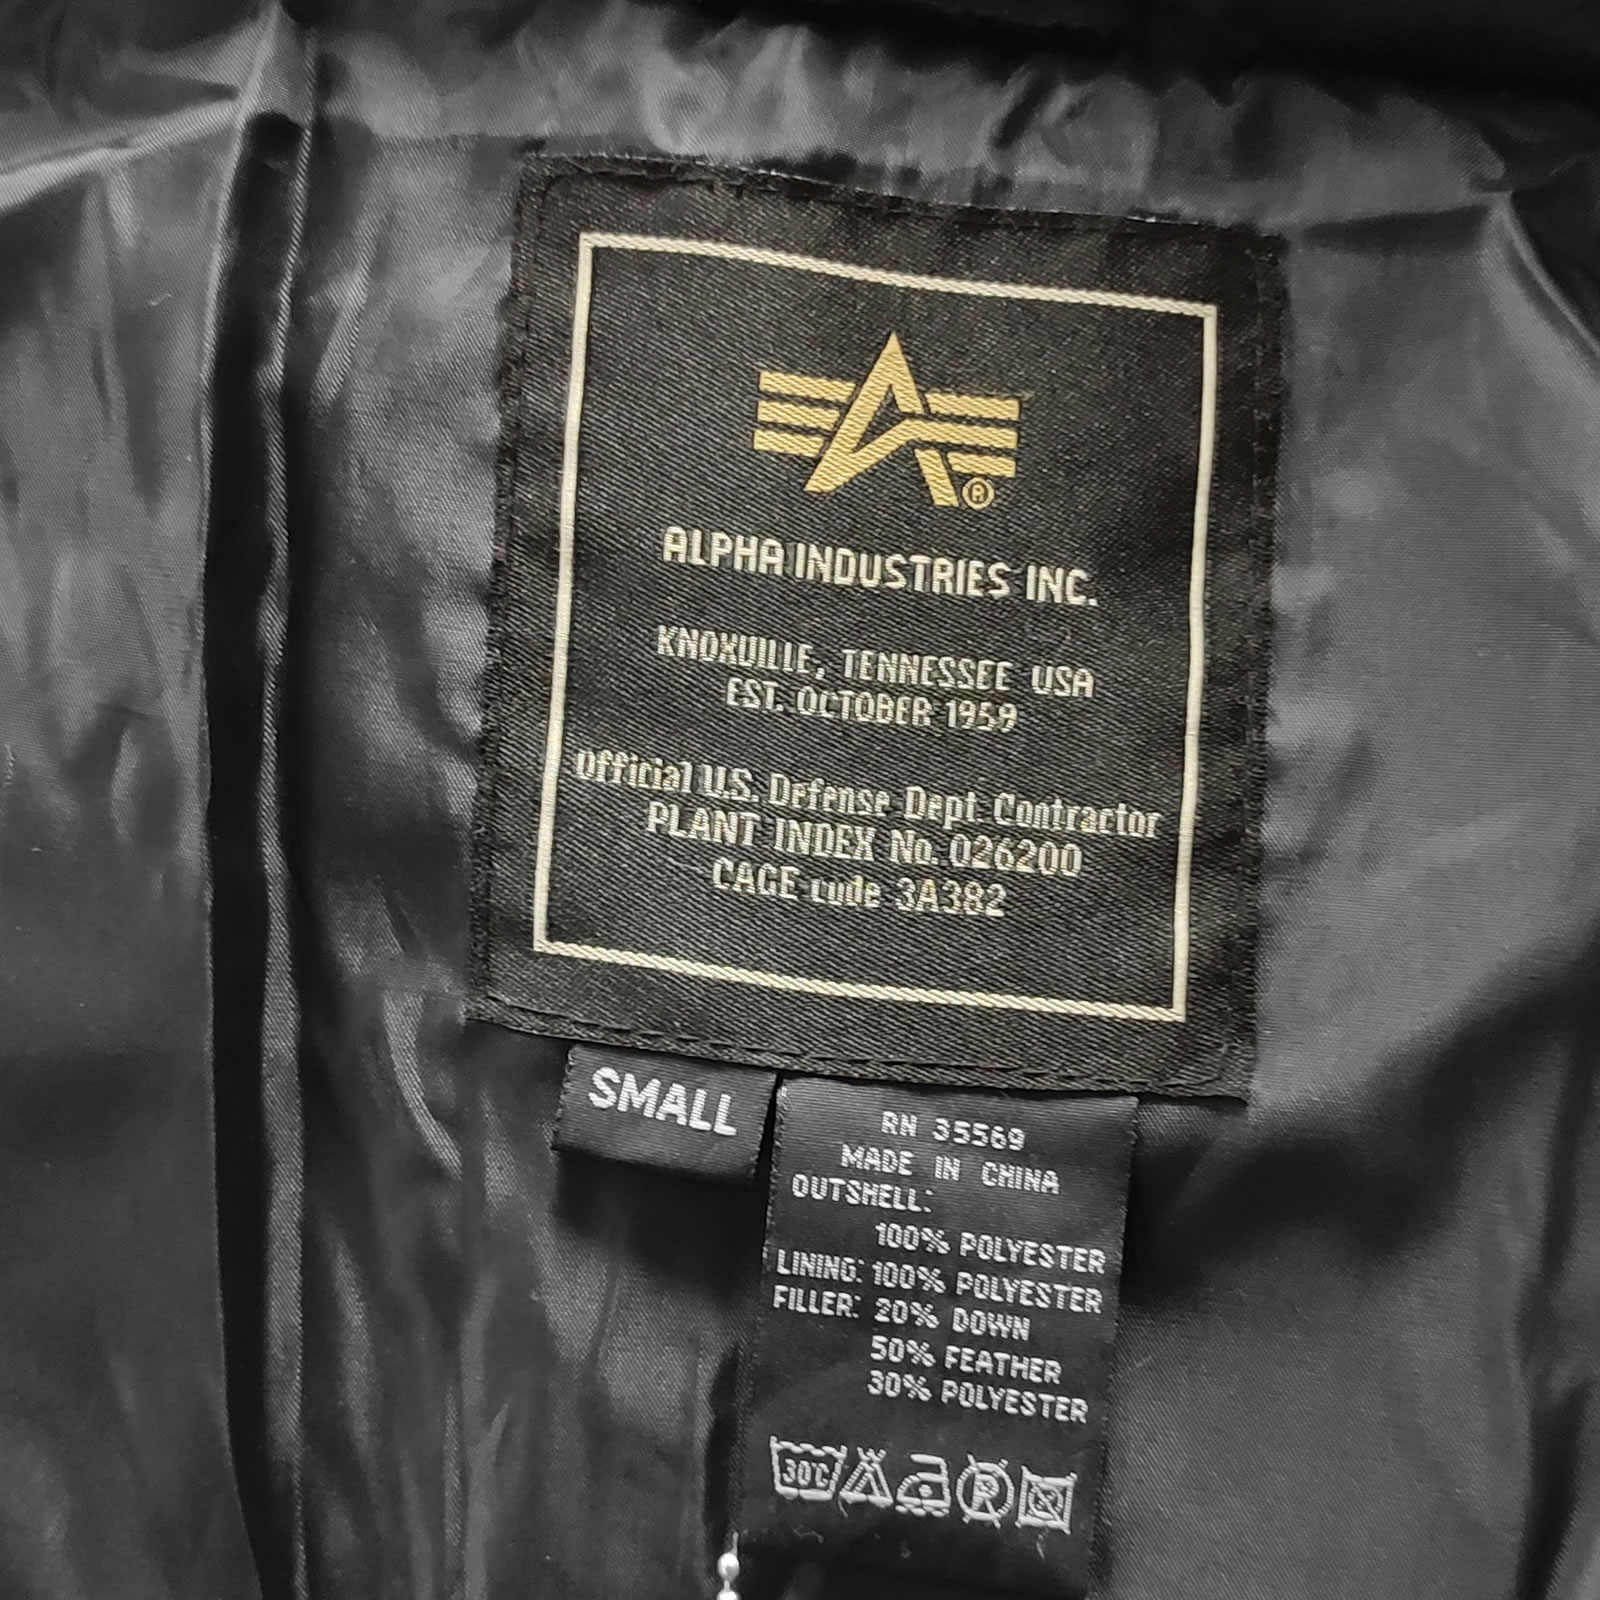 ALPHA INDUSTRIES INC.
KNOXVILLE, TENNESSEE USA
EST. OCTOBER 1959
Official U.S. Defense Dept Contractor
PLANT INDEX No. 026200
CAGE code 3A382
SMALL
RN 35569
MADE IN CHINA
OUTSHELL:
100% POLYESTER
LINING: 100% POLYESTER
FILLER: 20% DOWN
50% FEATHER
30% POLYESTER
30C